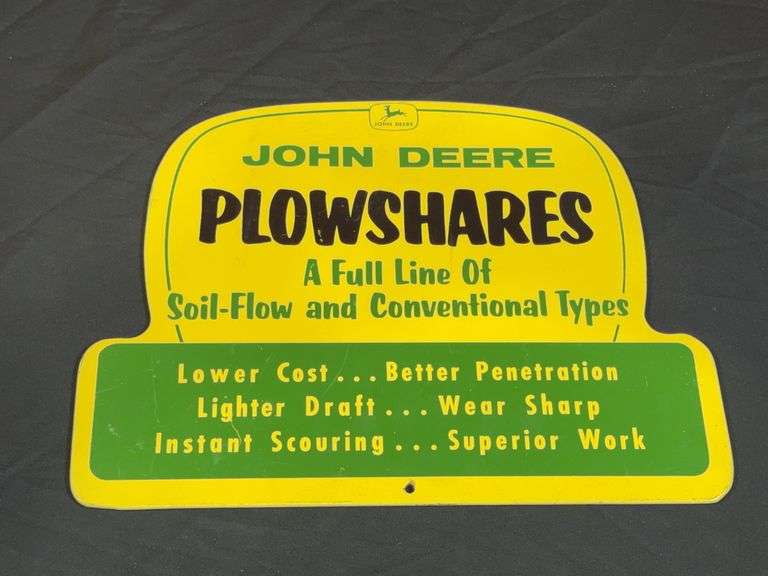 JOHN DEERE
JOHN DEERE
PLOWSHARES
A Full Line Of
Soil-Flow and Conventional Types
Lower Cost... Better Penetration
Lighter Draft... Wear Sharp
Instant Scouring... Superior Work